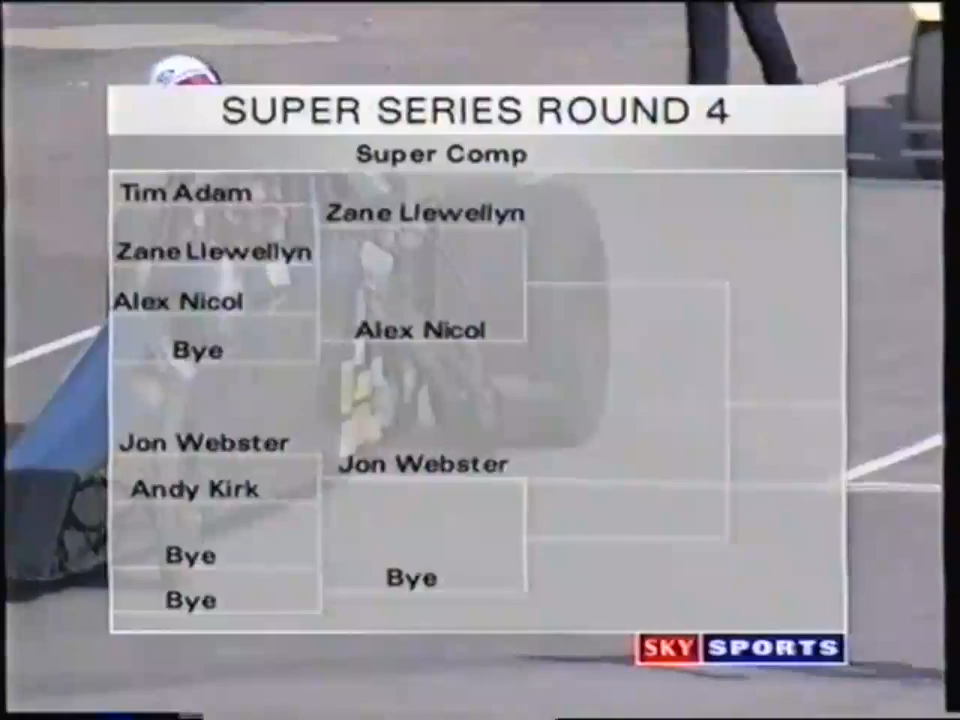 SUPER SERIES ROUND 4
Super Comp
Tim Adam
Zane Llewellyn
Alex Nicol
Bye
Jon Webster
Andy Kirk
Bye
Bye
Zane Llewellyn
Alex Nicol
Jon Webster
Bye
SKY SPORTS